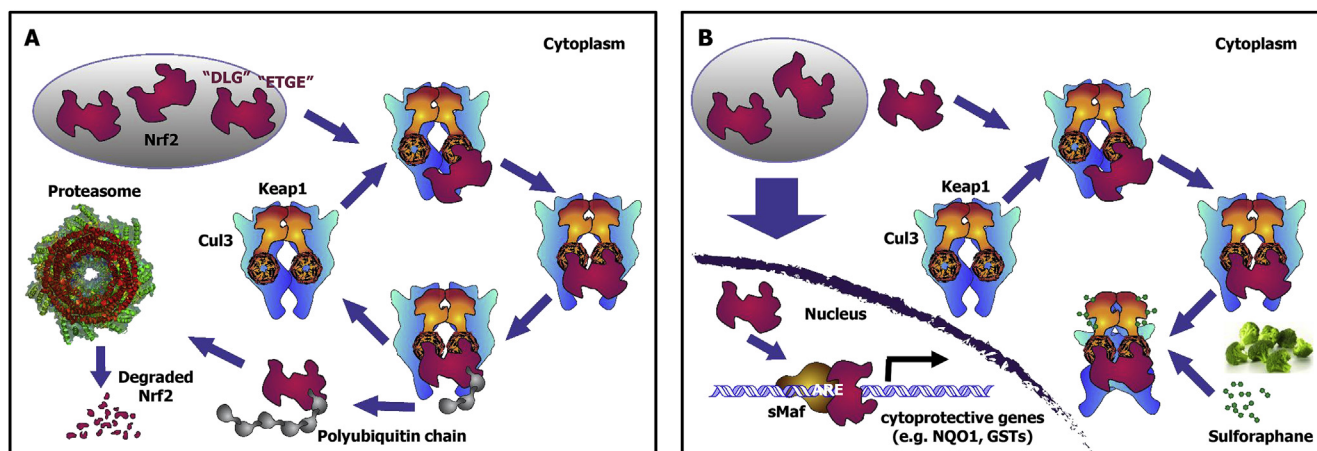 A
Cytoplasm
“DLG” “ETGE”
Nrf2
Proteasome
Keap1
Cul3
Degraded
Nrf2
Polyubiquitin chain
B
Cytoplasm
Keap1
Cul3
Nucleus
ARE
sMaf
cytoprotective genes
(e.g. NQO1, GSTs)
Sulforaphane